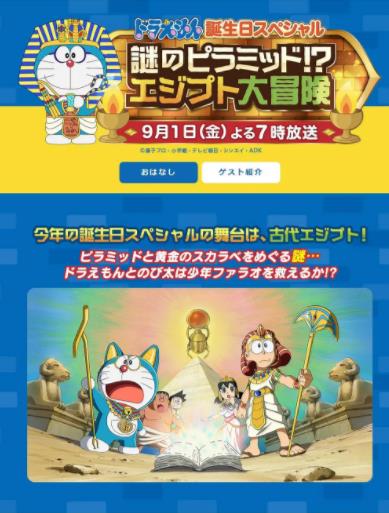 ドラえもん 誕生日スペシャル
謎のピラミッド!?
エジプト大冒険
9月1日(金)よる7時放送
©藤子プロ・小学館・テレビ朝日・シンエイ・ADK
おはなし
ゲスト紹介
今年の誕生日スペシャルの舞台は、古代エジプト!
ピラミッドと黄金のスカラベをめぐる謎…
ドラえもんとのび太は少年ファラオを救えるか!?